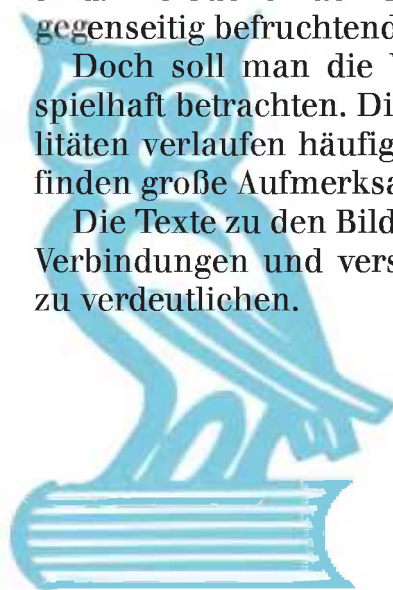 gegenseitig befruchtend
Doch soll man die
spielhaft betrachten. Di
litäten verlaufen häufig
finden große Aufmerksa
Die Texte zu den Bild
Verbindungen und vers
zu verdeutlichen.